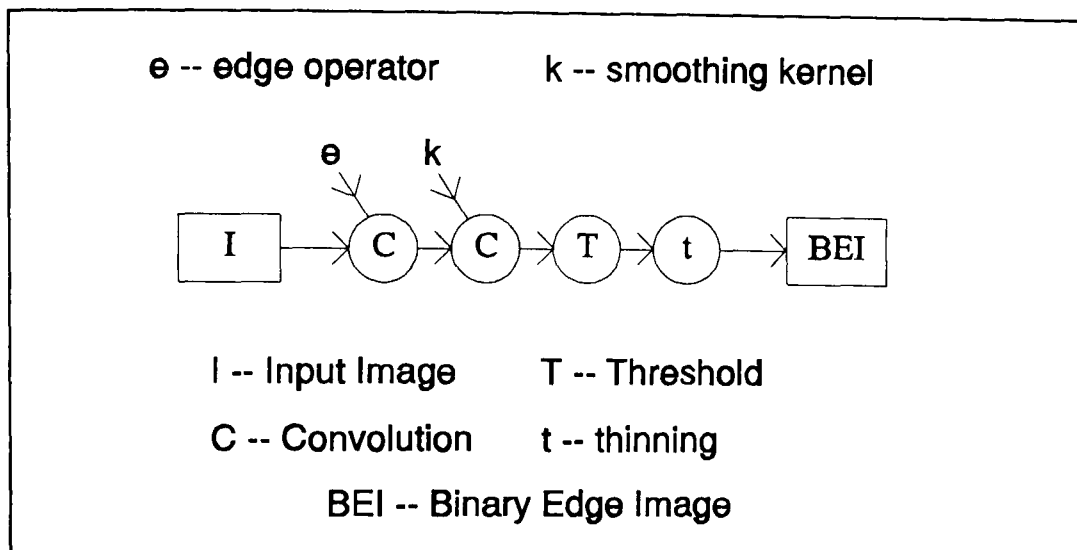 e -- edge operator k -- smoothing kernel
e k
I C C T t BEI
I -- Input Image T -- Threshold
C -- Convolution t -- thinning
BEI -- Binary Edge Image